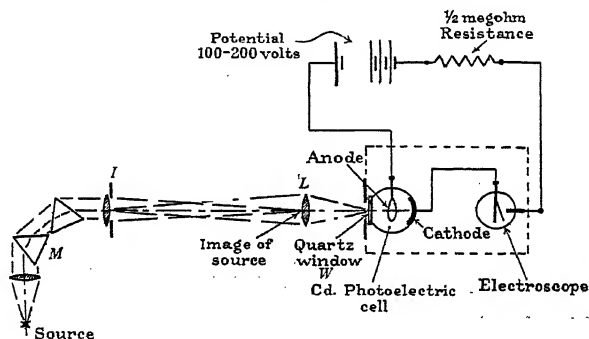 Potential
100-200 volts
½ megohm
Resistance
I
L
Anode
M
Image of
source
Quartz
window
W
Cathode
Cd. Photoelectric
cell
Electroscope
Source